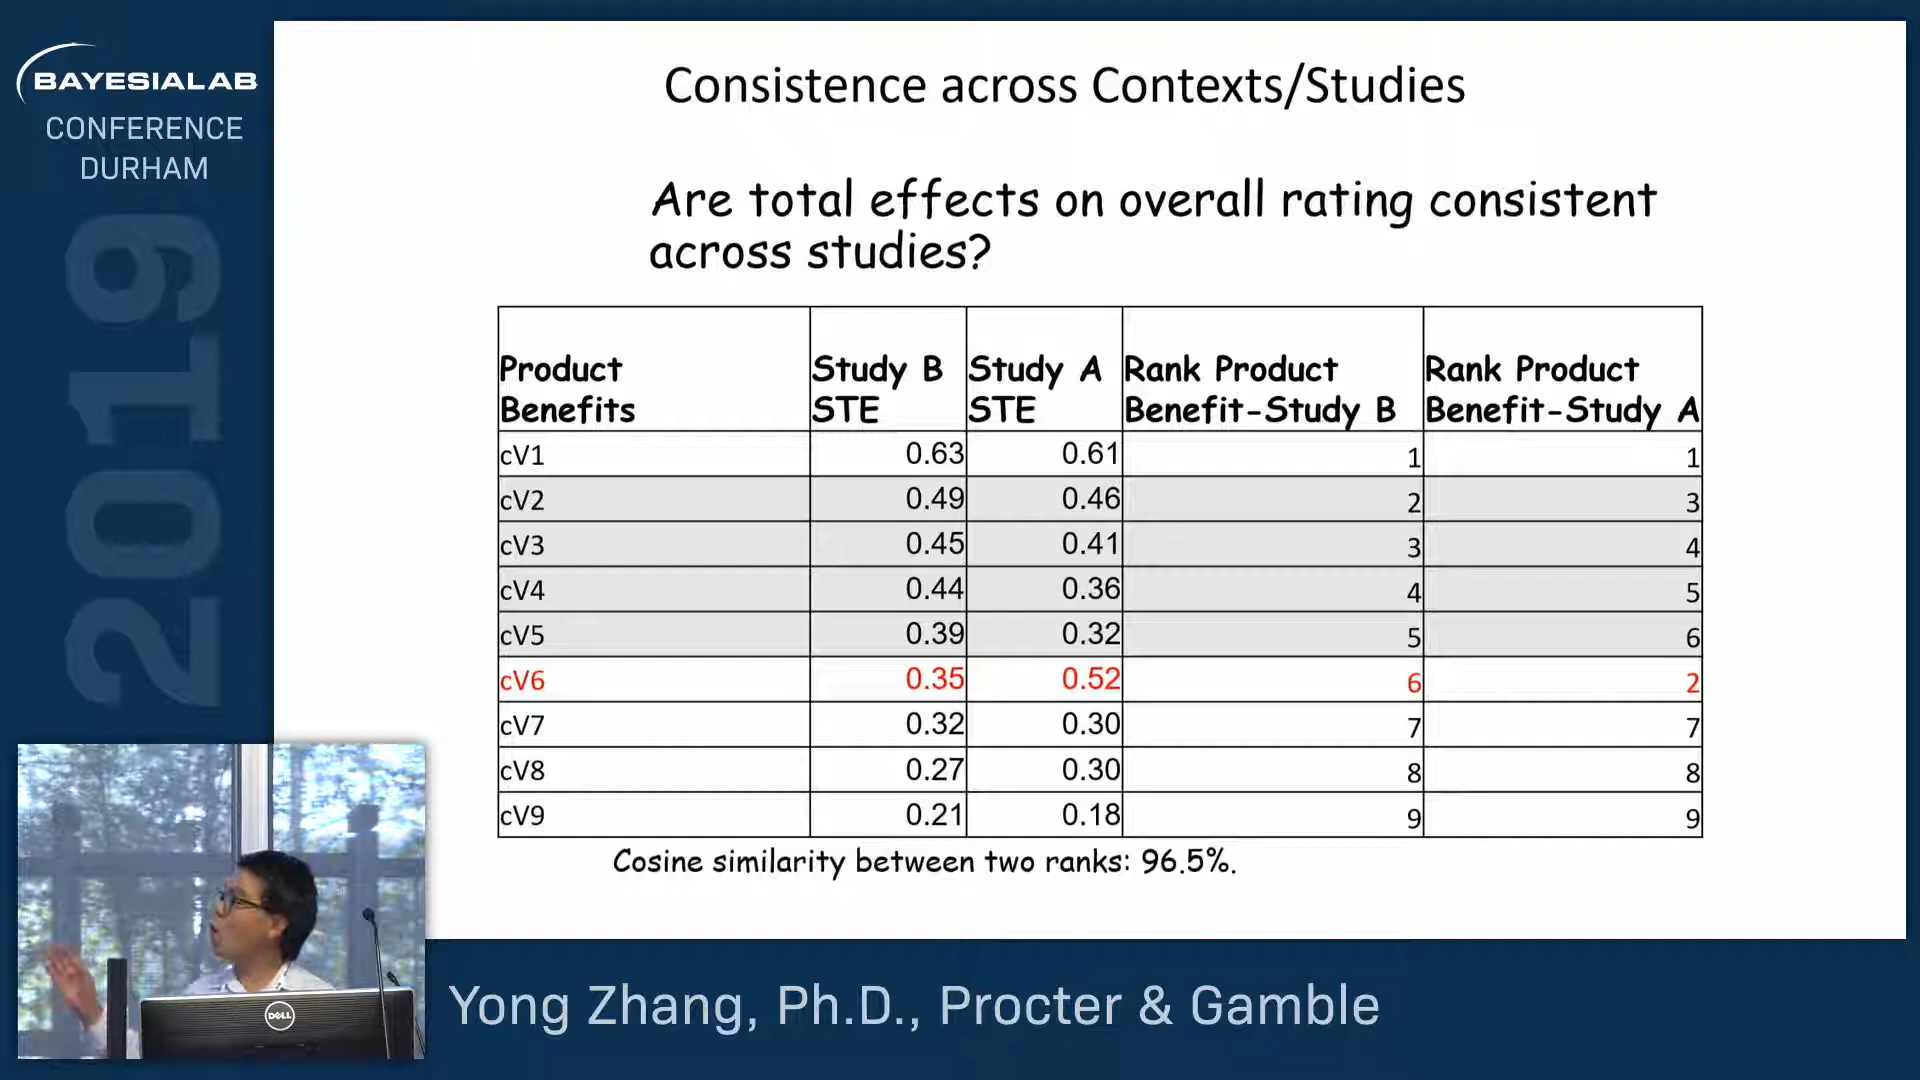 BAYESIALAB
CONFERENCE
DURHAM
2019
Consistence across Contexts/Studies
Are total effects on overall rating consistent
across studies?
Product Benefits Study B STE Study A STE Rank Product Benefit-Study B Rank Product Benefit-Study A
cV1 0.63 0.61 1 1
cV2 0.49 0.46 2 3
cV3 0.45 0.41 3 4
cV4 0.44 0.36 4 5
cV5 0.39 0.32 5 6
cV6 0.35 0.52 6 2
cV7 0.32 0.30 7 7
cV8 0.27 0.30 8 8
cV9 0.21 0.18 9 9
Cosine similarity between two ranks: 96.5%.
DELL
Yong Zhang, Ph.D., Procter & Gamble